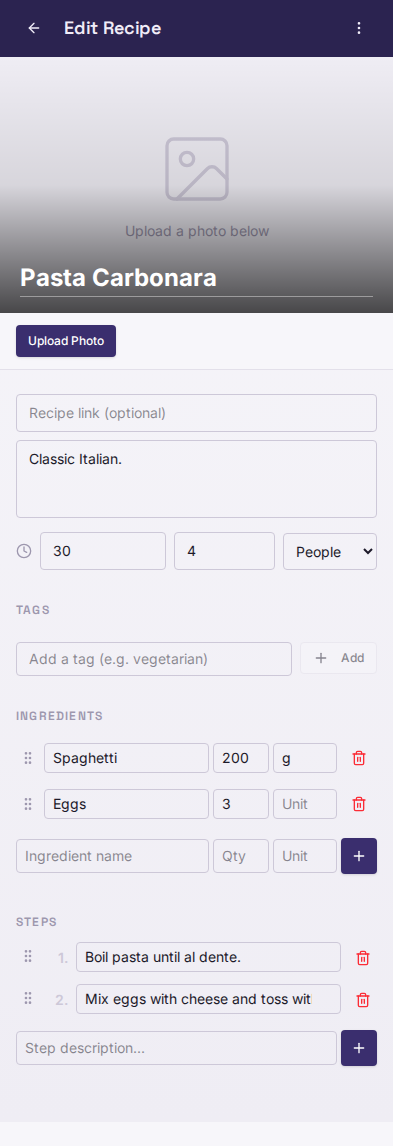 Edit Recipe
Upload a photo below
Pasta Carbonara
Upload Photo
Recipe link (optional)
Classic Italian.
30 4 People
TAGS
Add a tag (e.g. vegetarian) + Add
INGREDIENTS
Spaghetti 200 g
Eggs 3 Unit
Ingredient name Qty Unit +
STEPS
1. Boil pasta until al dente.
2. Mix eggs with cheese and toss wit
Step description... +